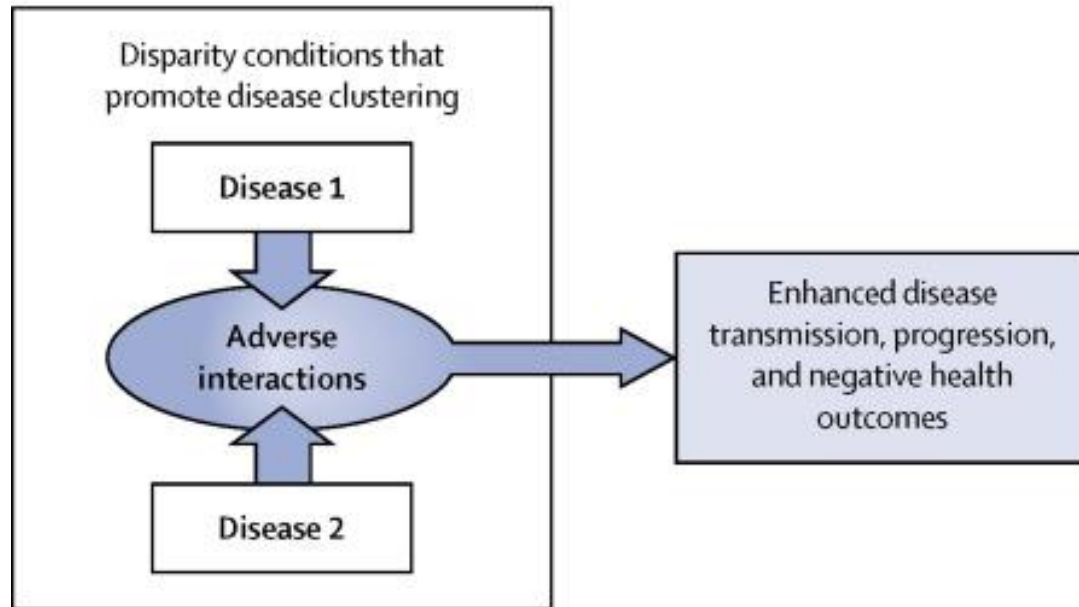 Disparity conditions that
promote disease clustering
Disease 1
Adverse
interactions
Disease 2
Enhanced disease
transmission, progression,
and negative health
outcomes